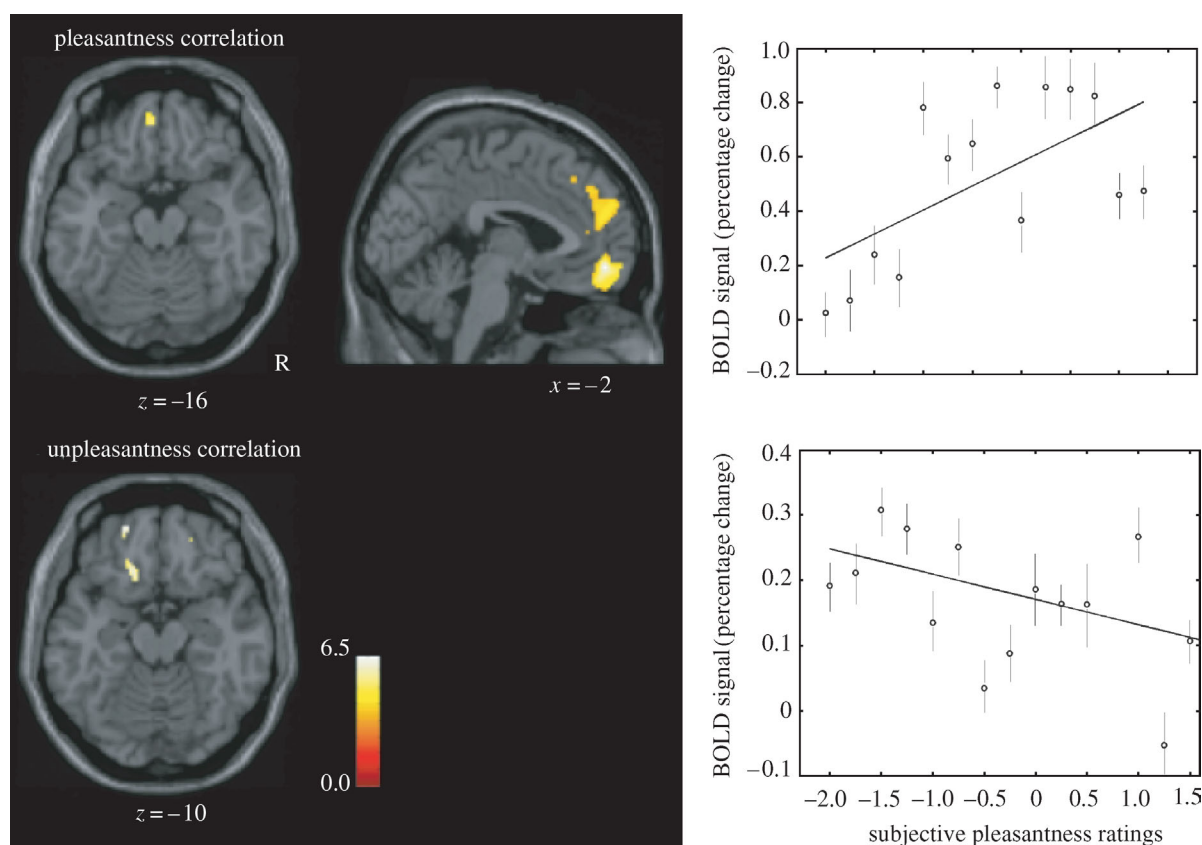 pleasantness correlation
R
z = –16
x = –2
unpleasantness correlation
6.5
0.0
z = –10
BOLD signal (percentage change)
1.0
0.8
0.6
0.4
0.2
0
–0.2
BOLD signal (percentage change)
0.4
0.3
0.2
0.1
0
–0.1
–2.0 –1.5 –1.0 –0.5 0 0.5 1.0 1.5
subjective pleasantness ratings